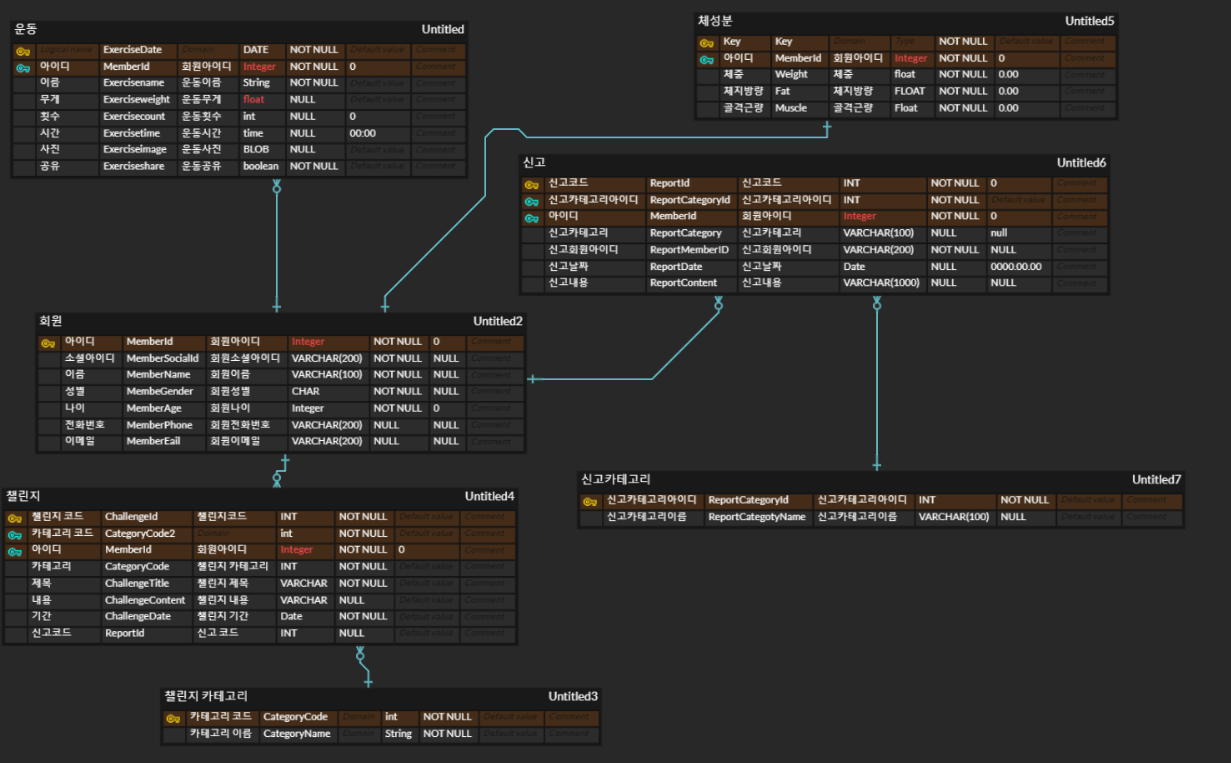 운동 Untitled
Logical name ExerciseDate Domain DATE NOT NULL Default value Comment
아이디 MemberId 회원아이디 Integer NOT NULL 0 Comment
이름 Exercisename 운동이름 String NOT NULL Default value Comment
무게 Exerciseweight 운동무게 float NULL Default value Comment
횟수 Exercisecount 운동횟수 int NULL 0 Comment
시간 Exercisetime 운동시간 time NULL 00:00 Comment
사진 Exerciseimage 운동사진 BLOB NULL Default value Comment
공유 Exerciseshare 운동공유 boolean NOT NULL Default value Comment
체성분 Untitled5
Key Key Domain Type NOT NULL Default value Comment
아이디 MemberId 회원아이디 Integer NOT NULL 0 Comment
체중 Weight 체중 float NOT NULL 0.00 Comment
체지방량 Fat 체지방량 FLOAT NOT NULL 0.00 Comment
골격근량 Muscle 골격근량 Float NOT NULL 0.00 Comment
신고 Untitled6
신고코드 ReportId 신고코드 INT NOT NULL 0 Comment
신고카테고리아이디 ReportCategoryId 신고카테고리아이디 INT NOT NULL Default value Comment
아이디 MemberId 회원아이디 Integer NOT NULL 0 Comment
신고카테고리 ReportCategory 신고카테고리 VARCHAR(100) NULL null Comment
신고회원아이디 ReportMemberID 신고회원아이디 VARCHAR(200) NOT NULL NULL Comment
신고날짜 ReportDate 신고날짜 Date NULL 0000.00.00 Comment
신고내용 ReportContent 신고내용 VARCHAR(1000) NULL NULL Comment
회원 Untitled2
아이디 MemberId 회원아이디 Integer NOT NULL 0 Comment
소셜아이디 MemberSocialId 회원소셜아이디 VARCHAR(200) NOT NULL NULL Comment
이름 MemberName 회원이름 VARCHAR(100) NOT NULL NULL Comment
성별 MembeGender 회원성별 CHAR NOT NULL NULL Comment
나이 MemberAge 회원나이 Integer NOT NULL 0 Comment
전화번호 MemberPhone 회원전화번호 VARCHAR(200) NULL NULL Comment
이메일 MemberEail 회원이메일 VARCHAR(200) NULL NULL Comment
신고카테고리 Untitled7
신고카테고리아이디 ReportCategoryId 신고카테고리아이디 INT NOT NULL Default value Comment
신고카테고리이름 ReportCategotyName 신고카테고리이름 VARCHAR(100) NULL Default value Comment
챌린지 Untitled4
챌린지 코드 ChallengeId 챌린지코드 INT NOT NULL Default value Comment
카테고리 코드 CategoryCode2 Domain int NOT NULL Default value Comment
아이디 MemberId 회원아이디 Integer NOT NULL 0 Comment
카테고리 CategoryCode 챌린지 카테고리 INT NOT NULL Default value Comment
제목 ChallengeTitle 챌린지 제목 VARCHAR NOT NULL Default value Comment
내용 ChallengeContent 챌린지 내용 VARCHAR NULL Default value Comment
기간 ChallengeDate 챌린지 기간 Date NOT NULL Default value Comment
신고코드 ReportId 신고 코드 INT NULL Default value Comment
챌린지 카테고리 Untitled3
카테고리 코드 CategoryCode Domain int NOT NULL Default value Comment
카테고리 이름 CategoryName Domain String NOT NULL Default value Comment